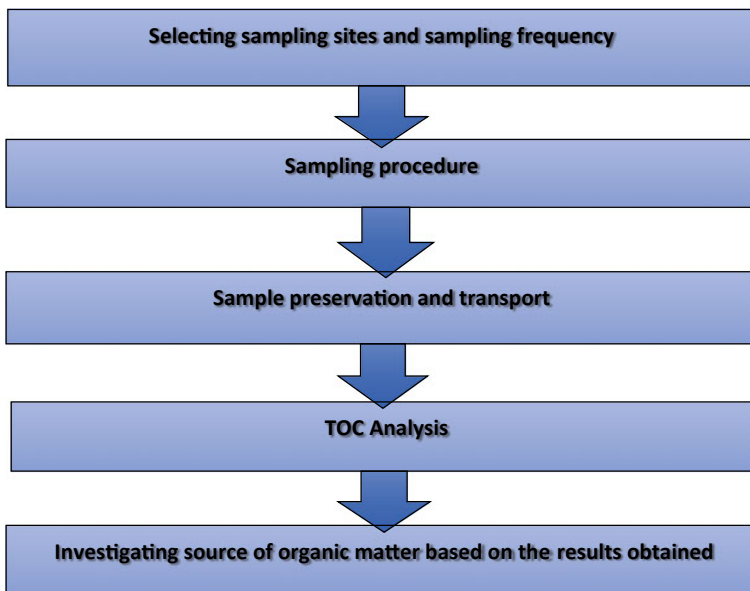 Selecting sampling sites and sampling frequency
Sampling procedure
Sample preservation and transport
TOC Analysis
Investigating source of organic matter based on the results obtained